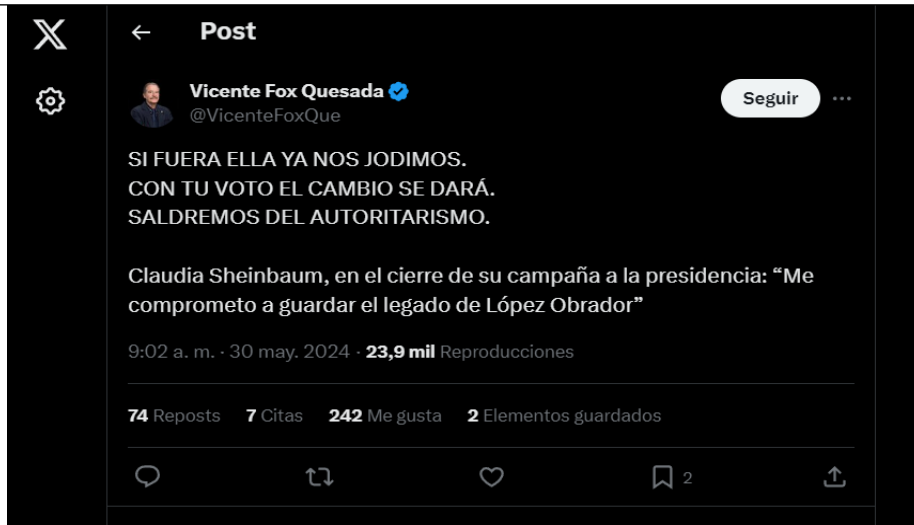 Post
Vicente Fox Quesada
@VicenteFoxQue
Seguir
SI FUERA ELLA YA NOS JODIMOS.
CON TU VOTO EL CAMBIO SE DARÁ.
SALDREMOS DEL AUTORITARISMO.
Claudia Sheinbaum, en el cierre de su campaña a la presidencia: “Me
comprometo a guardar el legado de López Obrador”
9:02 a. m. · 30 may. 2024 · 23,9 mil Reproducciones
74 Reposts 7 Citas 242 Me gusta 2 Elementos guardados
2